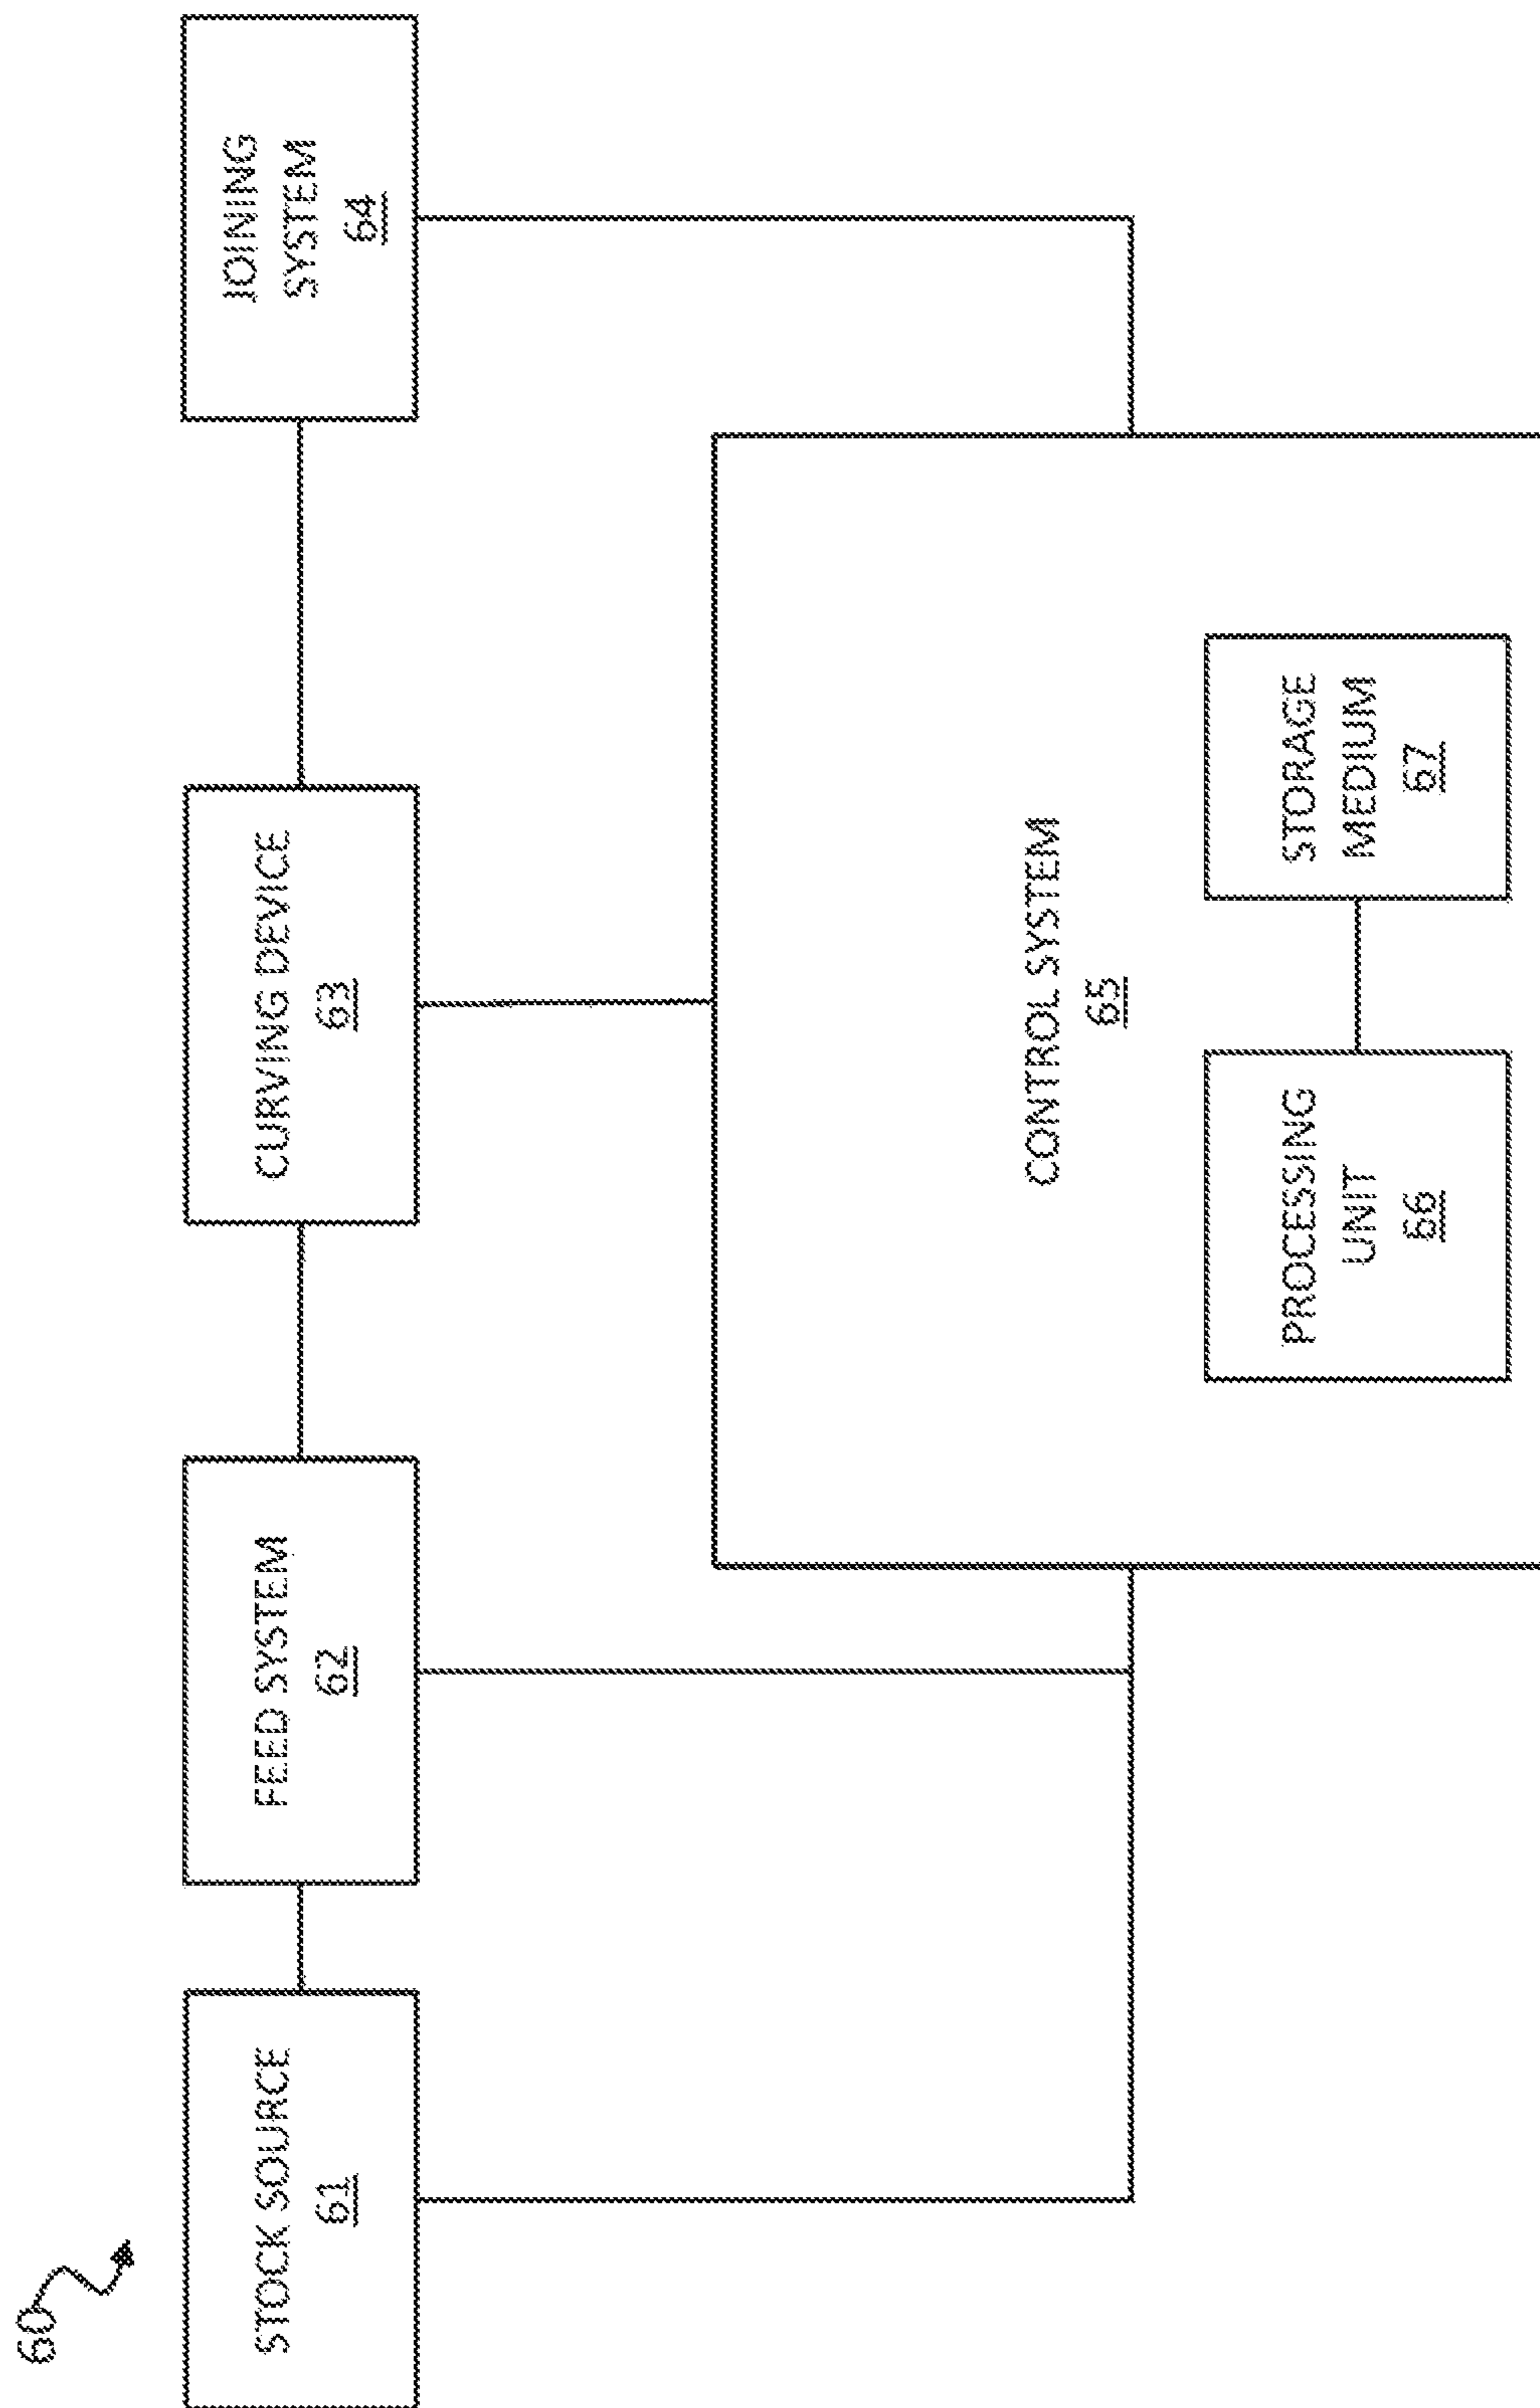 60
STOCK SOURCE
61
FEED SYSTEM
62
CURVING DEVICE
63
JOINING
SYSTEM
64
CONTROL SYSTEM
65
PROCESSING
UNIT
66
STORAGE
MEDIUM
67